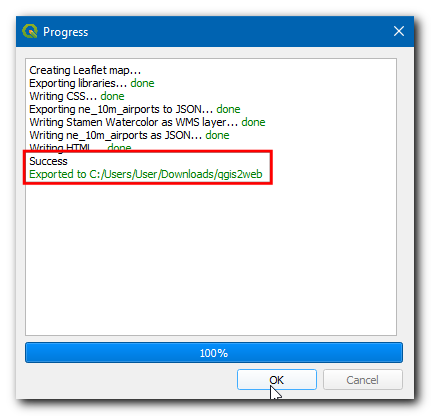 Progress
Creating Leaflet map...
Exporting libraries... done
Writing CSS... done
Exporting ne_10m_airports to JSON... done
Writing Stamen Watercolor as WMS layer... done
Writing ne_10m_airports as JSON... done
Writing HTML... done
Success
Exported to C:/Users/User/Downloads/qgis2web
100%
OK
Cancel